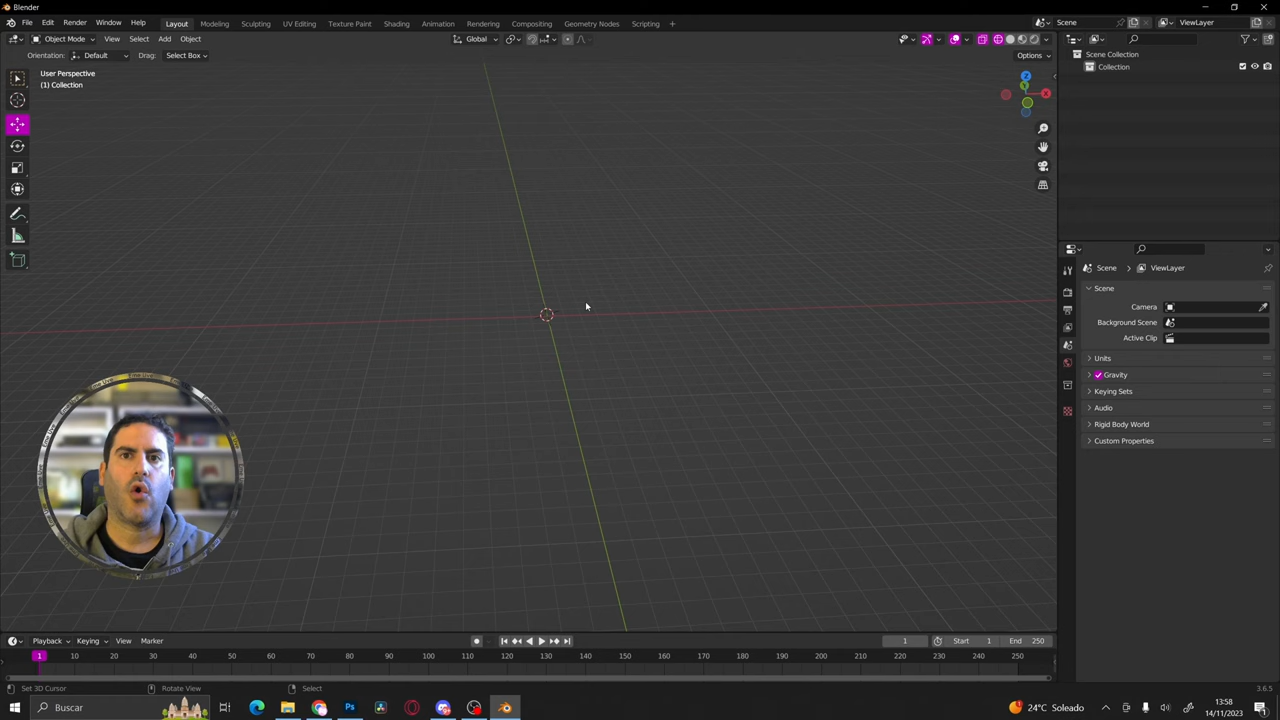 Blender
File Edit Render Window Help Layout Modeling Sculpting UV Editing Texture Paint Shading Animation Rendering Compositing Geometry Nodes Scripting + Scene ViewLayer
Object Mode View Select Add Object Global
Orientation: Default Drag: Select Box Options
User Perspective
(1) Collection
Z
Y
X
Scene Collection
Collection
Scene > ViewLayer
Scene
Camera
Background Scene
Active Clip
Units
Gravity
Keying Sets
Audio
Rigid Body World
Custom Properties
Playback Keying View Marker 1 Start 1 End 250
1 10 20 30 40 50 60 70 80 90 100 110 120 130 140 150 160 170 180 190 200 210 220 230 240 250
Set 3D Cursor Rotate View Select 3.6.5
Buscar 24°C Soleado 13:58
14/11/2023 1